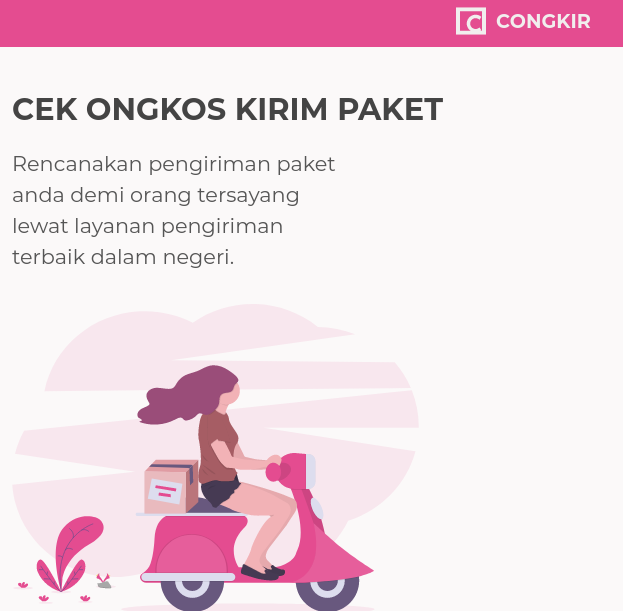 CONGKIR
CEK ONGKOS KIRIM PAKET
Rencanakan pengiriman paket
anda demi orang tersayang
lewat layanan pengiriman
terbaik dalam negeri.